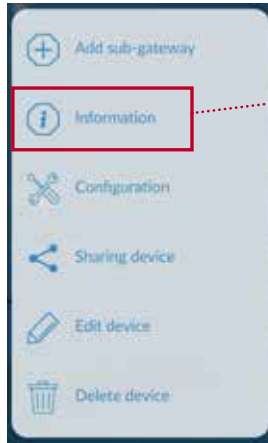 Add sub-gateway
Information
Configuration
Sharing device
Edit device
Delete device